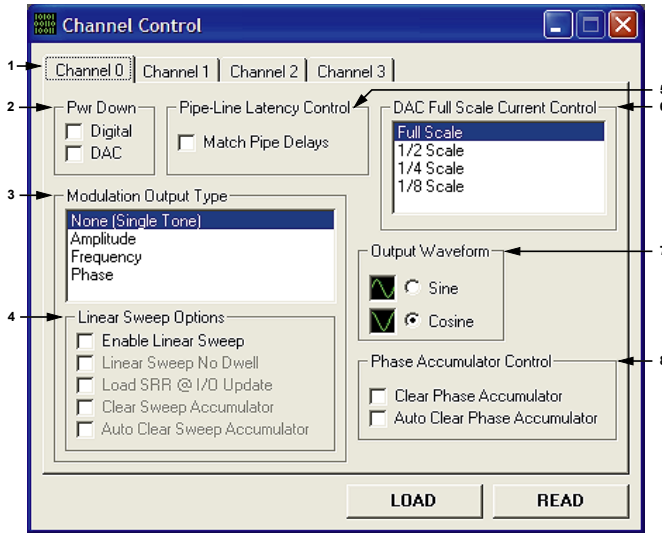 10101
00110
10011
Channel Control
1
Channel 0
Channel 1
Channel 2
Channel 3
2
Pwr Down
Digital
DAC
Pipe-Line Latency Control
Match Pipe Delays
5
DAC Full Scale Current Control
6
Full Scale
1/2 Scale
1/4 Scale
1/8 Scale
3
Modulation Output Type
None (Single Tone)
Amplitude
Frequency
Phase
Output Waveform
7
Sine
Cosine
4
Linear Sweep Options
Enable Linear Sweep
Linear Sweep No Dwell
Load SRR @ I/O Update
Clear Sweep Accumulator
Auto Clear Sweep Accumulator
Phase Accumulator Control
8
Clear Phase Accumulator
Auto Clear Phase Accumulator
LOAD
READ